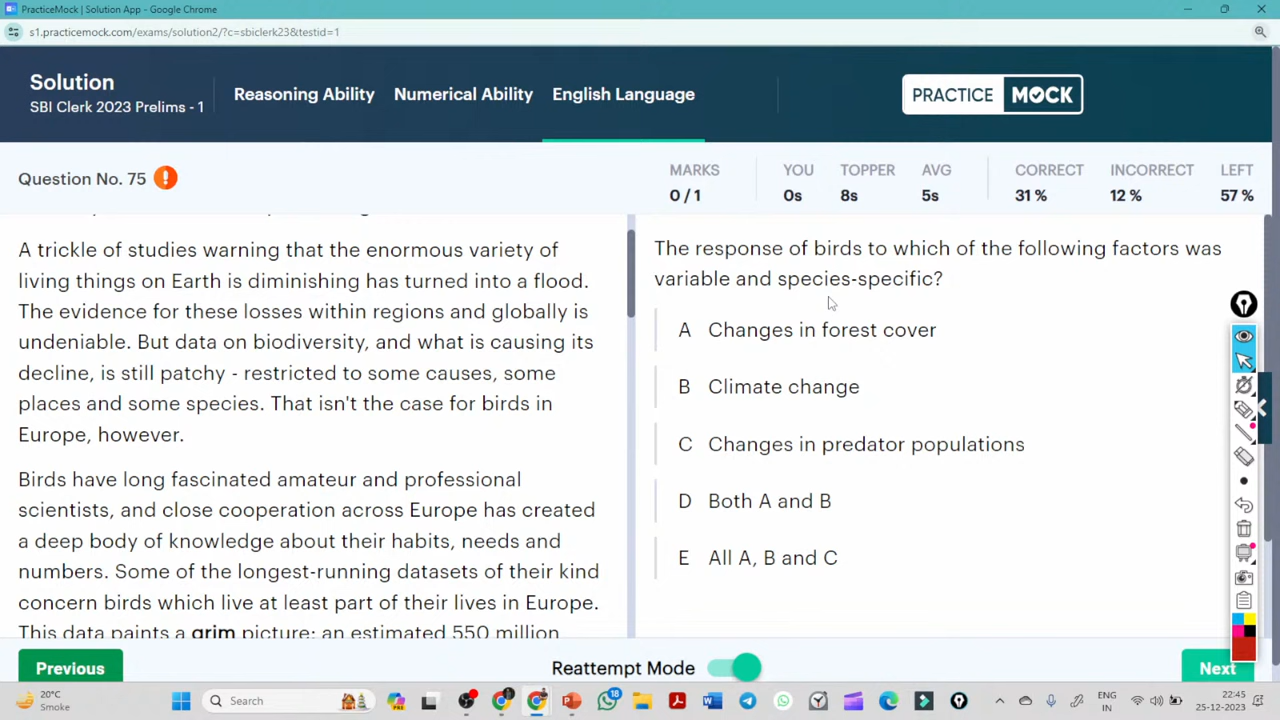 PracticeMock | Solution App - Google Chrome
s1.practicemock.com/exams/solution2/?c=sbiclerk23&testid=1
Solution
SBI Clerk 2023 Prelims - 1
Reasoning Ability
Numerical Ability
English Language
PRACTICE MOCK
Question No. 75
MARKS
0 / 1
YOU
0s
TOPPER
8s
AVG
5s
CORRECT
31 %
INCORRECT
12 %
LEFT
57 %
A trickle of studies warning that the enormous variety of
living things on Earth is diminishing has turned into a flood.
The evidence for these losses within regions and globally is
undeniable. But data on biodiversity, and what is causing its
decline, is still patchy - restricted to some causes, some
places and some species. That isn't the case for birds in
Europe, however.
Birds have long fascinated amateur and professional
scientists, and close cooperation across Europe has created
a deep body of knowledge about their habits, needs and
numbers. Some of the longest-running datasets of their kind
concern birds which live at least part of their lives in Europe.
This data paints a grim picture: an estimated 550 million
The response of birds to which of the following factors was
variable and species-specific?
A Changes in forest cover
B Climate change
C Changes in predator populations
D Both A and B
E All A, B and C
Previous
Reattempt Mode
Next
20°C
Smoke
Search
18
ENG
IN
22:45
25-12-2023